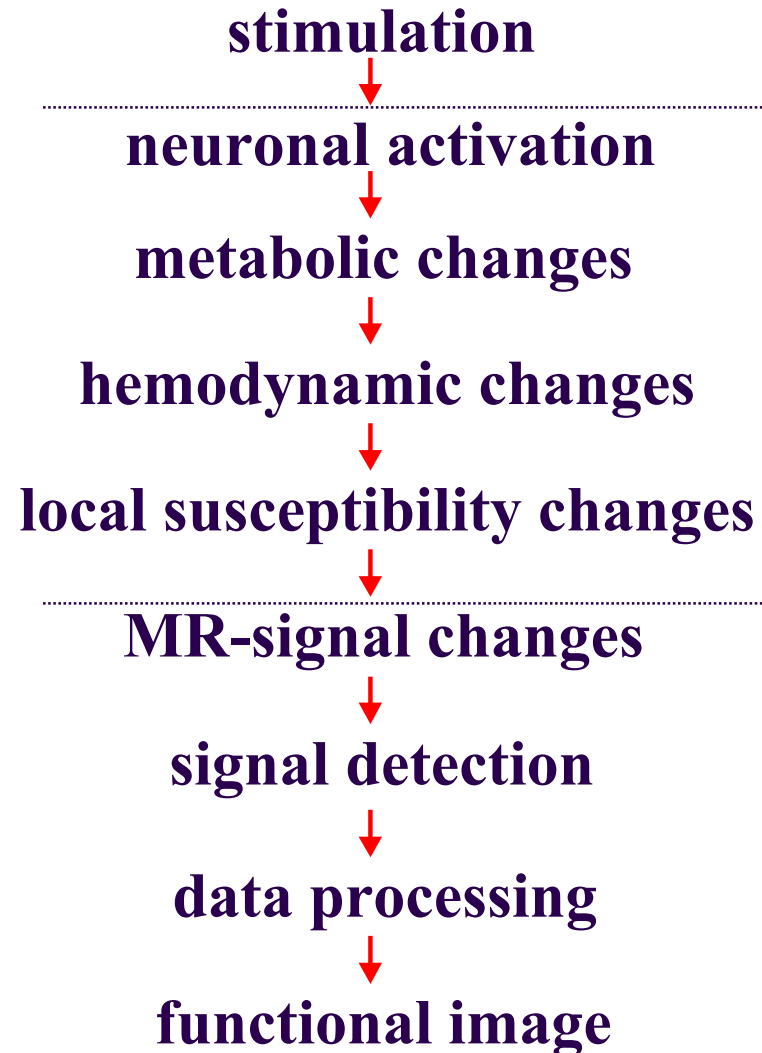 stimulation
neuronal activation
metabolic changes
hemodynamic changes
local susceptibility changes
MR-signal changes
signal detection
data processing
functional image